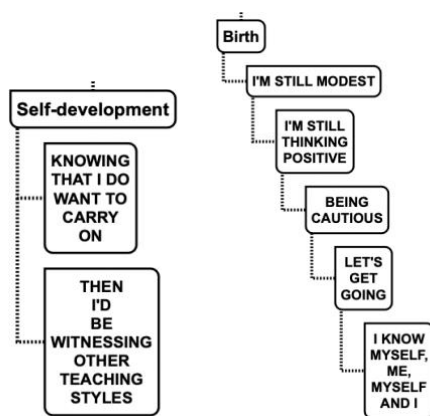 Self-development
KNOWING
THAT I DO
WANT TO
CARRY
ON
THEN
I'D
BE
WITNESSING
OTHER
TEACHING
STYLES
Birth
I'M STILL MODEST
I'M STILL
THINKING
POSITIVE
BEING
CAUTIOUS
LET'S
GET
GOING
I KNOW
MYSELF,
ME,
MYSELF
AND I